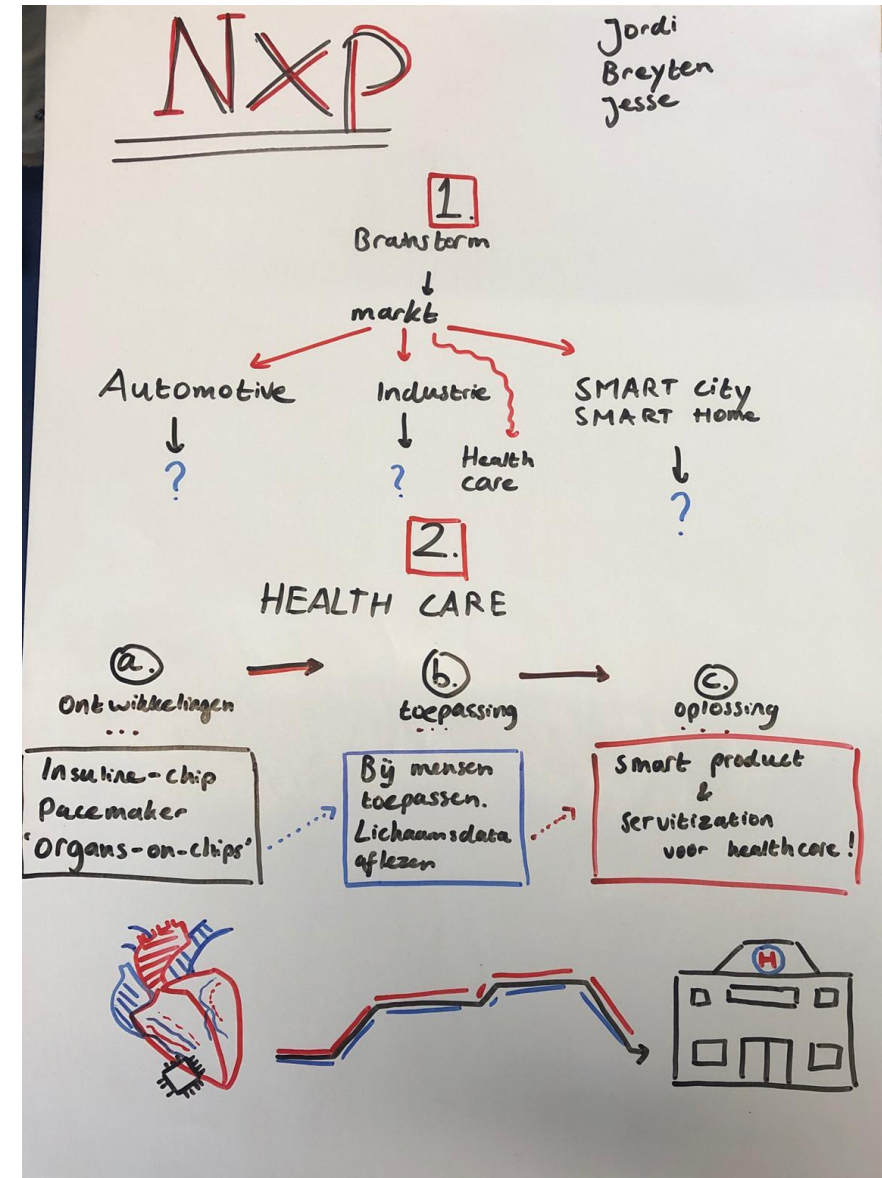 NXP
Jordi
Breyten
Jesse
1.
Brainstorm
markt
Automotive
Industrie
SMART City
SMART Home
?
?
Health
care
?
2.
HEALTH CARE
a.
b.
c.
Ontwikkelingen
toepassing
oplossing
...
...
...
Insuline-chip
Pacemaker
'Organs-on-chips'
Bij mensen
toepassen.
Lichaamsdata
aflezen
Smart product
&
Servitization
voor healthcare!
H